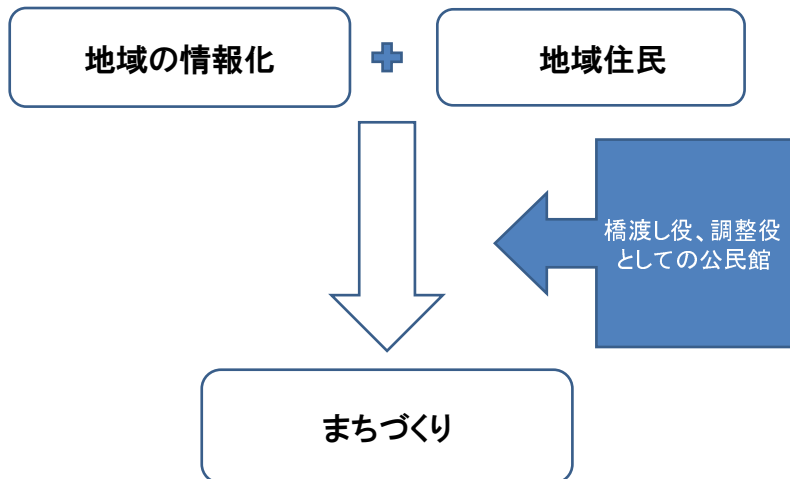 地域の情報化
地域住民
橋渡し役、調整役
としての公民館
まちづくり